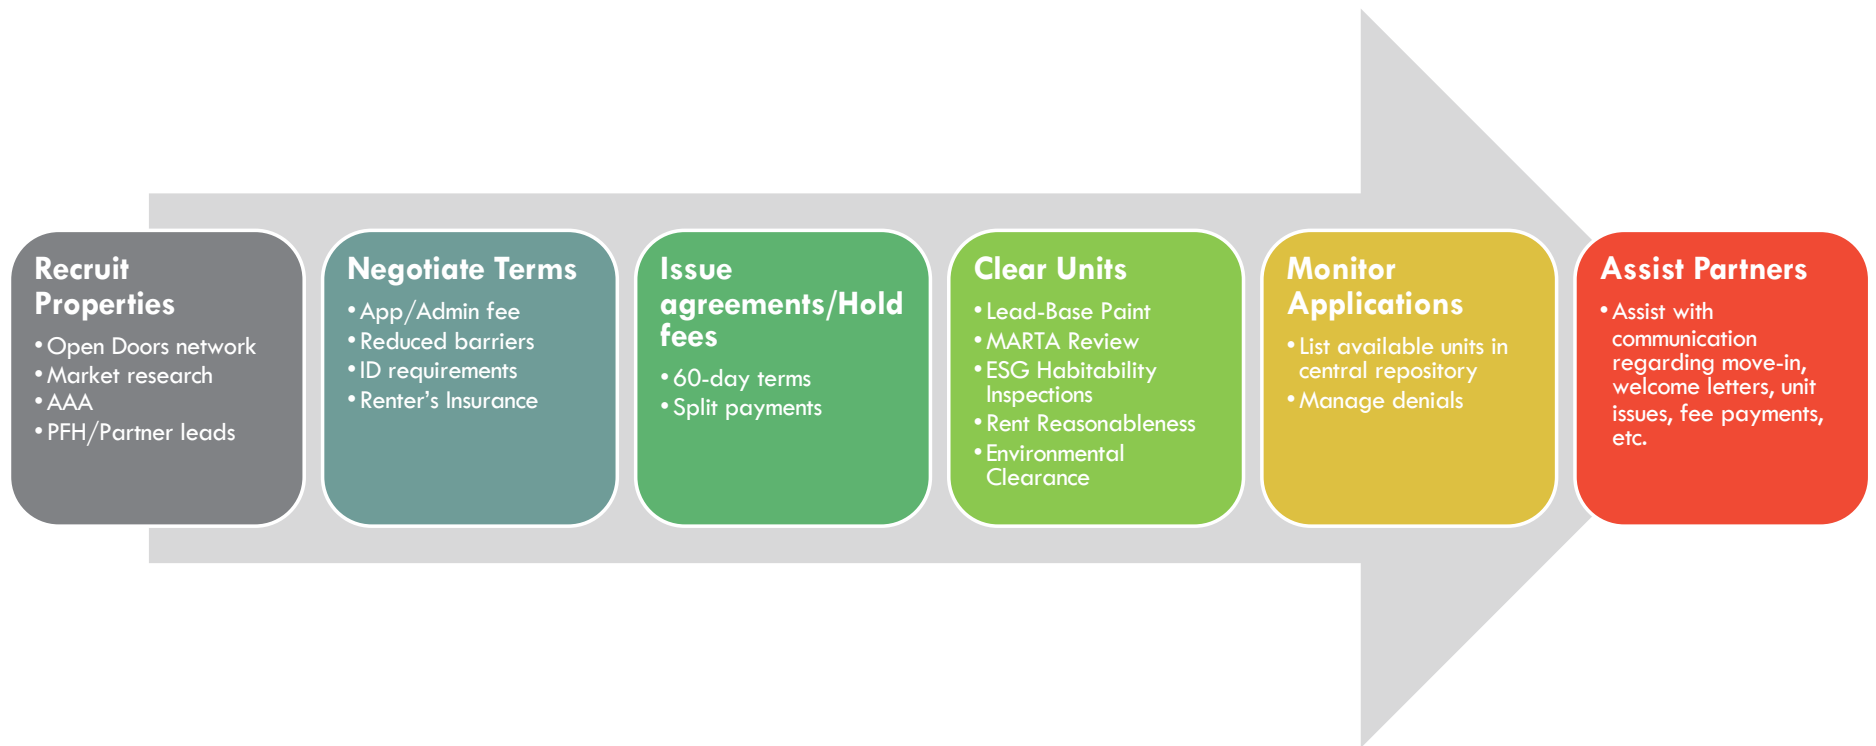 Recruit
Properties
• Open Doors network
• Market research
• AAA
• PFH/Partner leads
Negotiate Terms
• App/Admin fee
• Reduced barriers
• ID requirements
• Renter’s Insurance
Issue
agreements/Hold
fees
• 60-day terms
• Split payments
Clear Units
• Lead-Base Paint
• MARTA Review
• ESG Habitability
Inspections
• Rent Reasonableness
• Environmental
Clearance
Monitor
Applications
• List available units in
central repository
• Manage denials
Assist Partners
• Assist with
communication
regarding move-in,
welcome letters, unit
issues, fee payments,
etc.